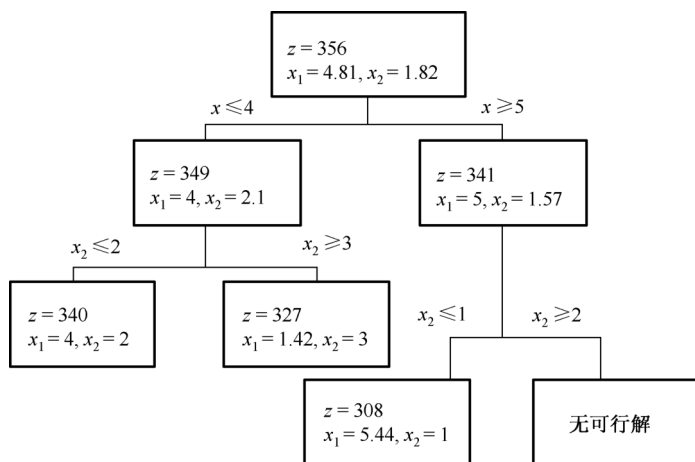 z = 356
x₁ = 4.81, x₂ = 1.82
x ≤4
x ≥5
z = 349
x₁ = 4, x₂ = 2.1
z = 341
x₁ = 5, x₂ = 1.57
x₂ ≤2
x₂ ≥3
z = 340
x₁ = 4, x₂ = 2
z = 327
x₁ = 1.42, x₂ = 3
x₂ ≤1
x₂ ≥2
z = 308
x₁ = 5.44, x₂ = 1
无可行解